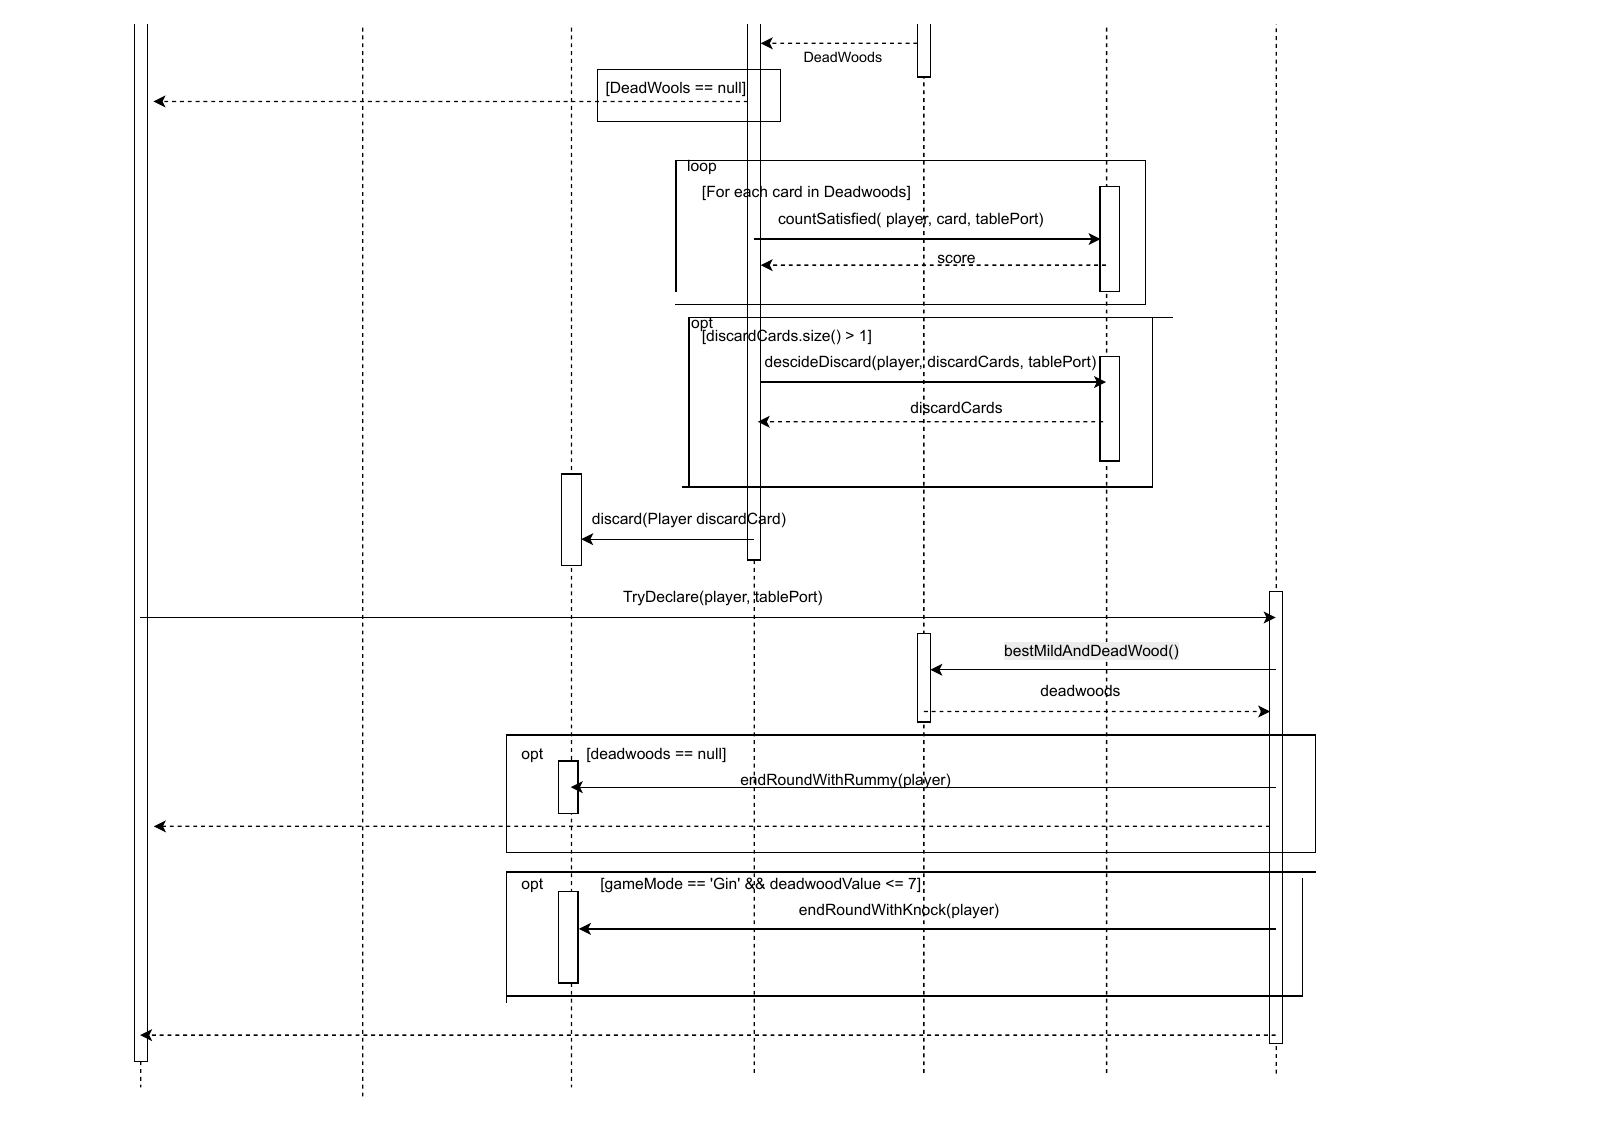 DeadWoods
[DeadWools == null]
loop
[For each card in Deadwoods]
countSatisfied( player, card, tablePort)
score
opt
[discardCards.size() > 1]
descideDiscard(player, discardCards, tablePort)
discardCards
discard(Player discardCard)
TryDeclare(player, tablePort)
bestMildAndDeadWood()
deadwoods
opt [deadwoods == null]
endRoundWithRummy(player)
opt [gameMode == 'Gin' && deadwoodValue <= 7]
endRoundWithKnock(player)